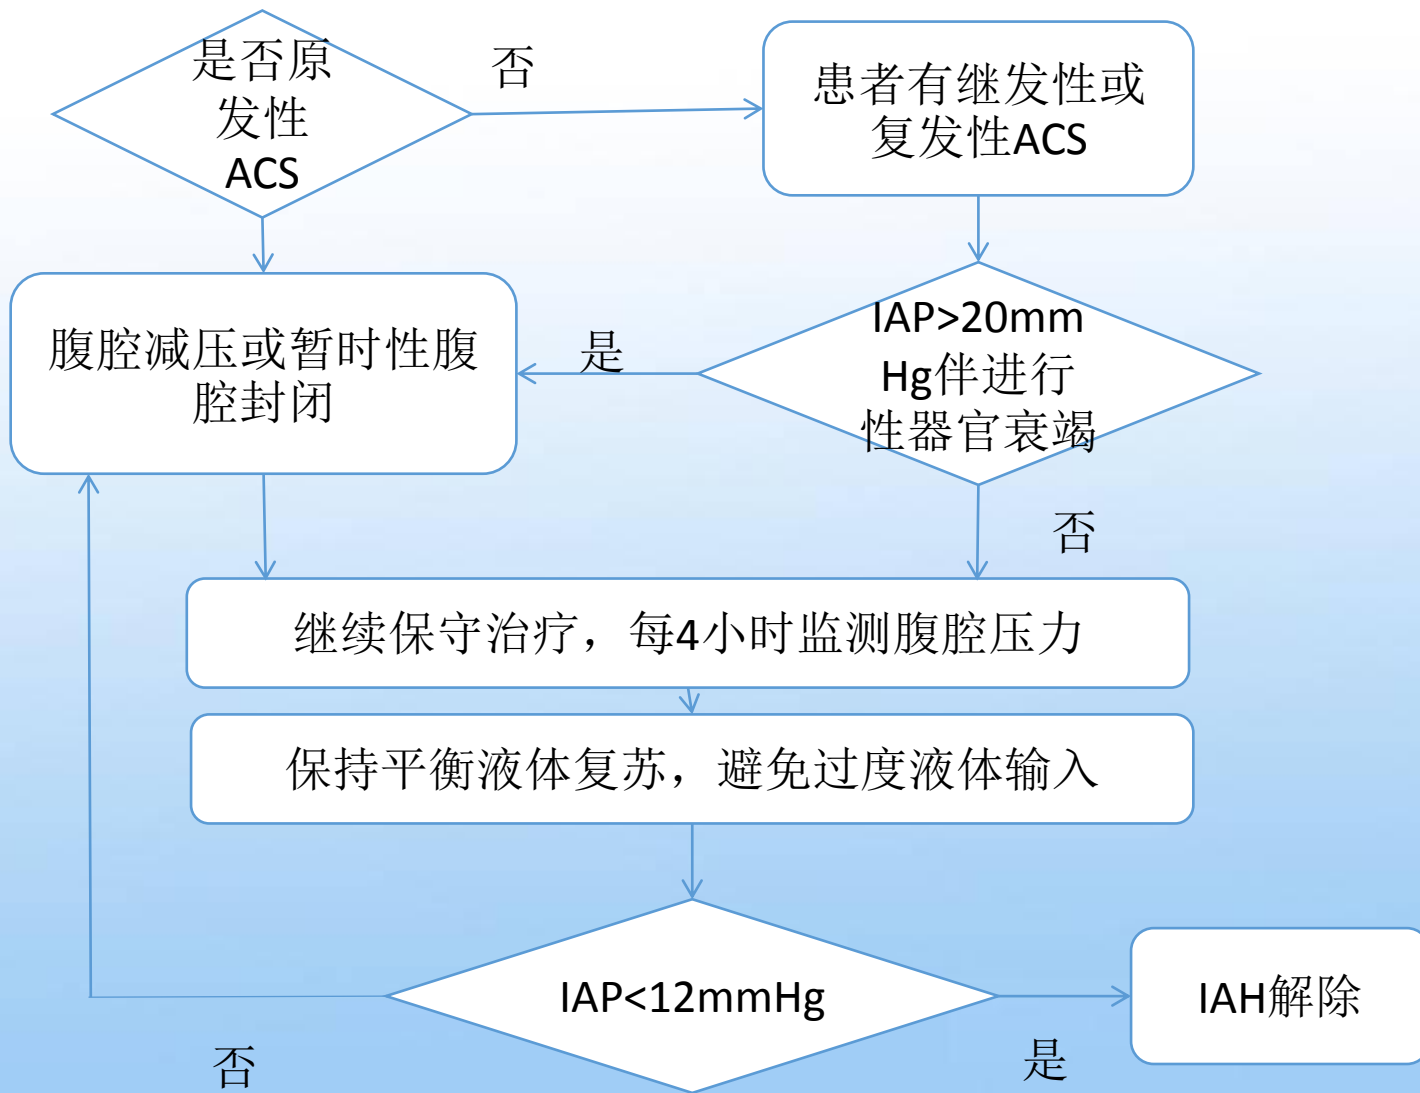 是否原
发性
ACS
否
患者有继发性或
复发性ACS
腹腔减压或暂时性腹
腔封闭
是
IAP>20mm
Hg伴进行
性器官衰竭
否
继续保守治疗，每4小时监测腹腔压力
保持平衡液体复苏，避免过度液体输入
IAP<12mmHg
IAH解除
否
是